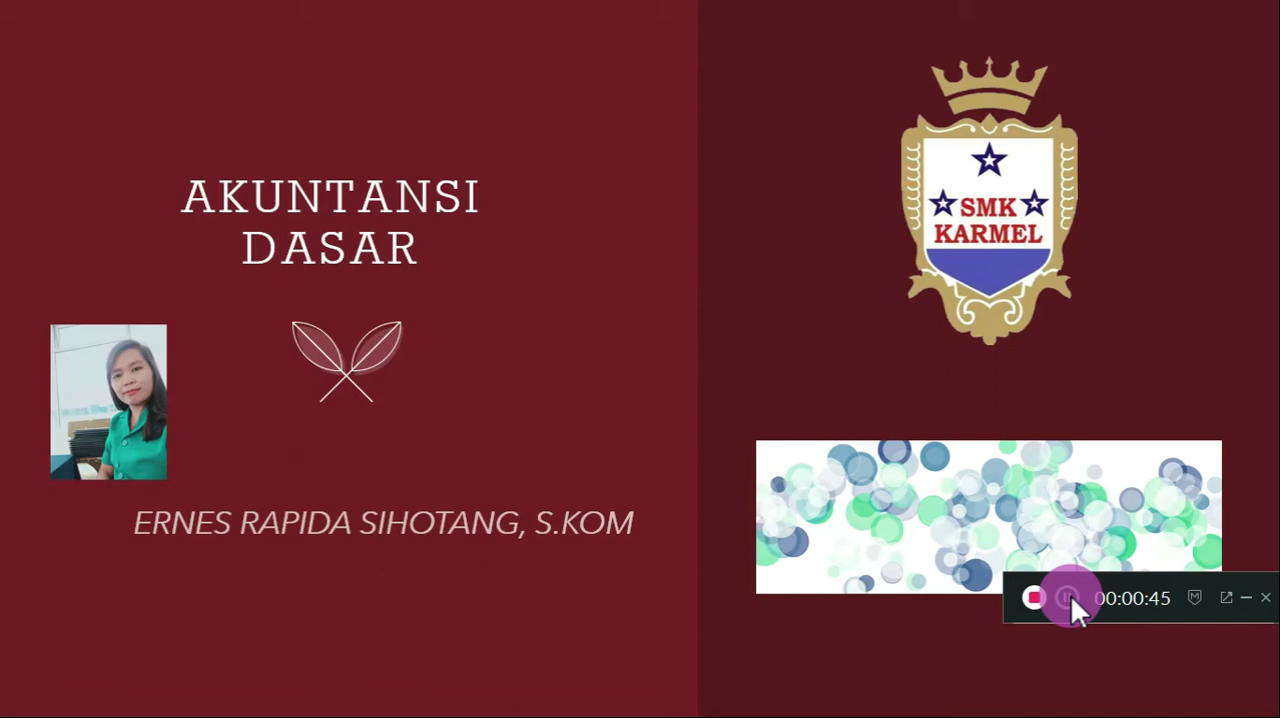 AKUNTANSI
DASAR
ERNES RAPIDA SIHOTANG, S.KOM
SMK
KARMEL
00:00:45